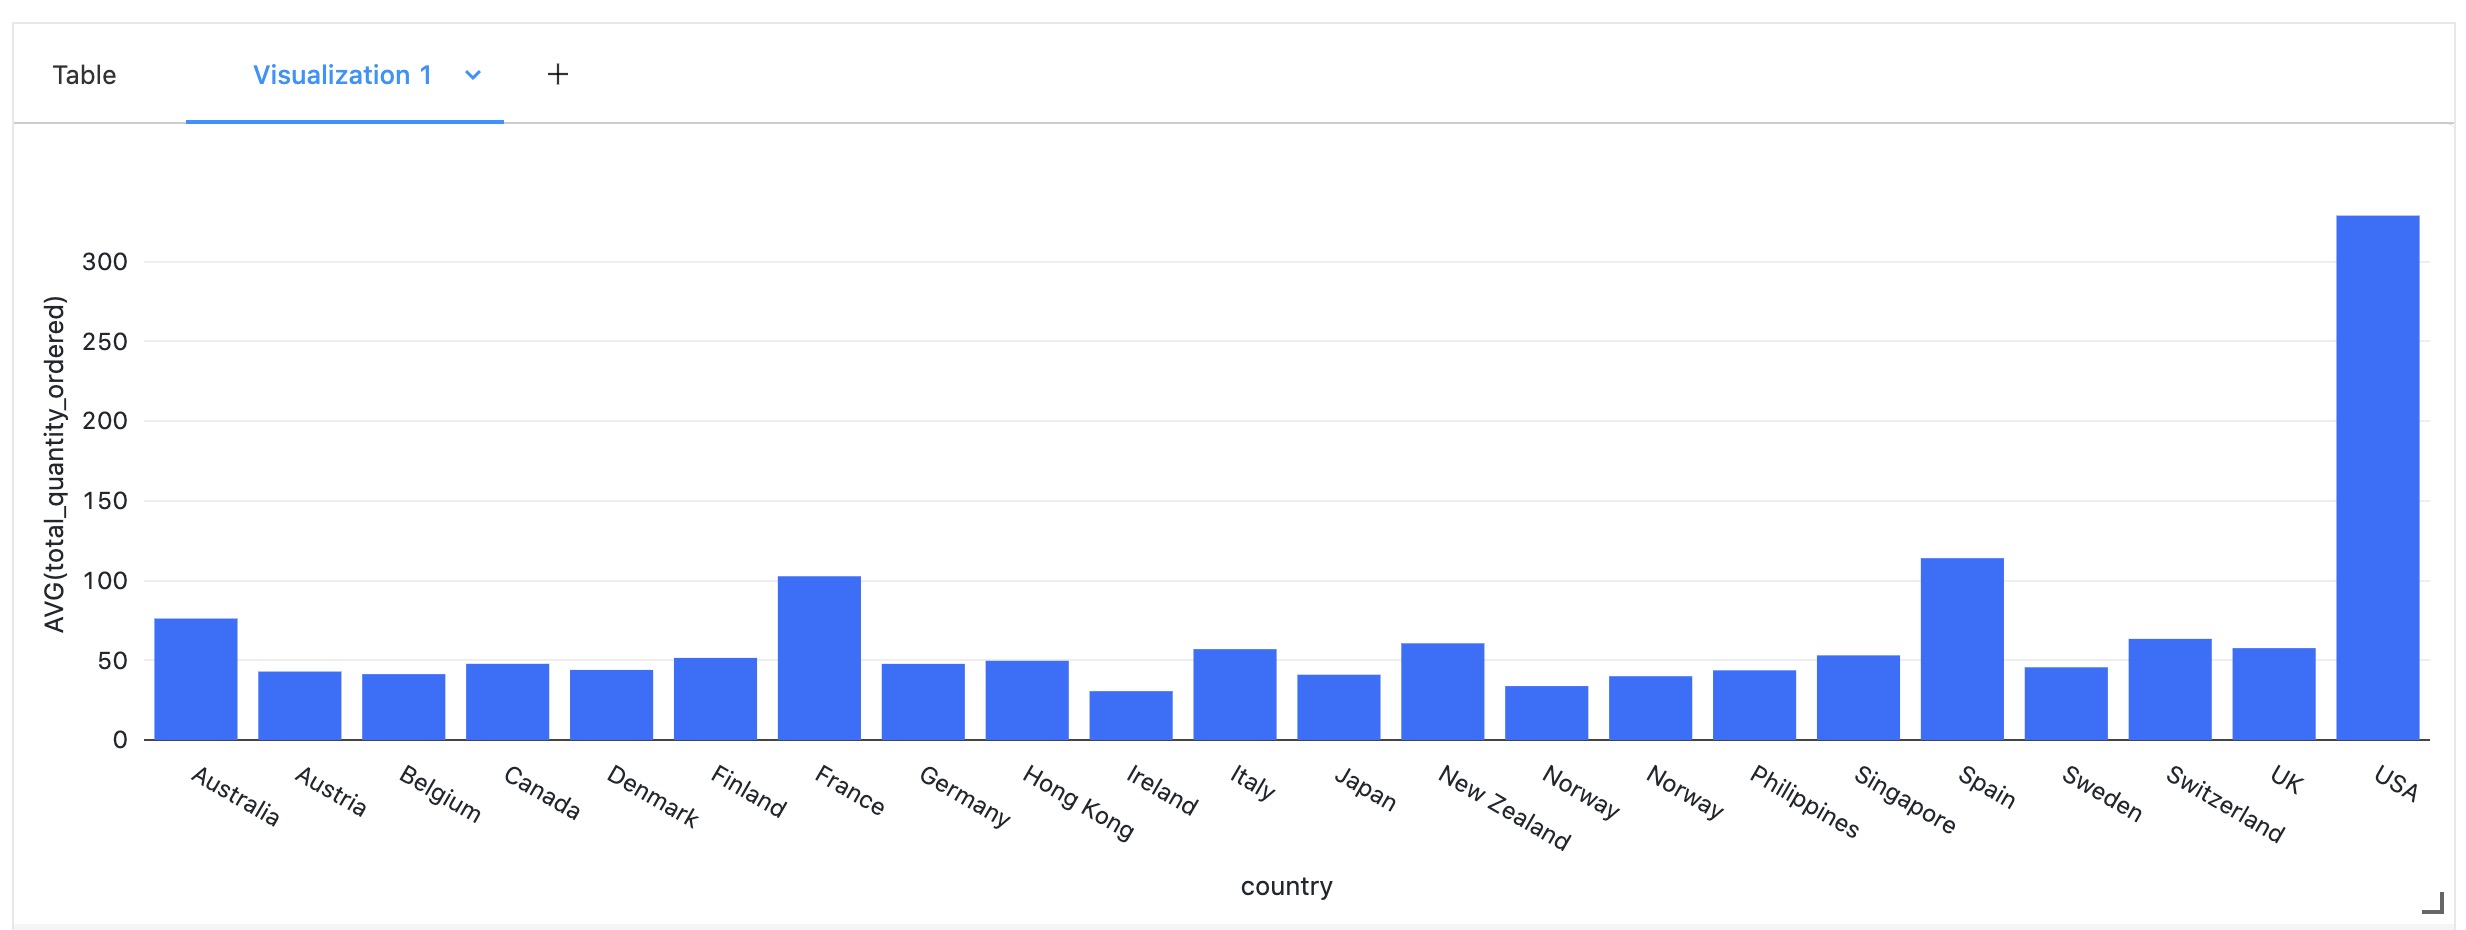 Table Visualization 1 +
300
250
200
150
100
50
0
AVG(total_quantity_ordered)
Australia Austria Belgium Canada Denmark Finland France Germany Hong Kong Ireland Italy Japan New Zealand Norway Norway Philippines Singapore Spain Sweden Switzerland UK USA
country